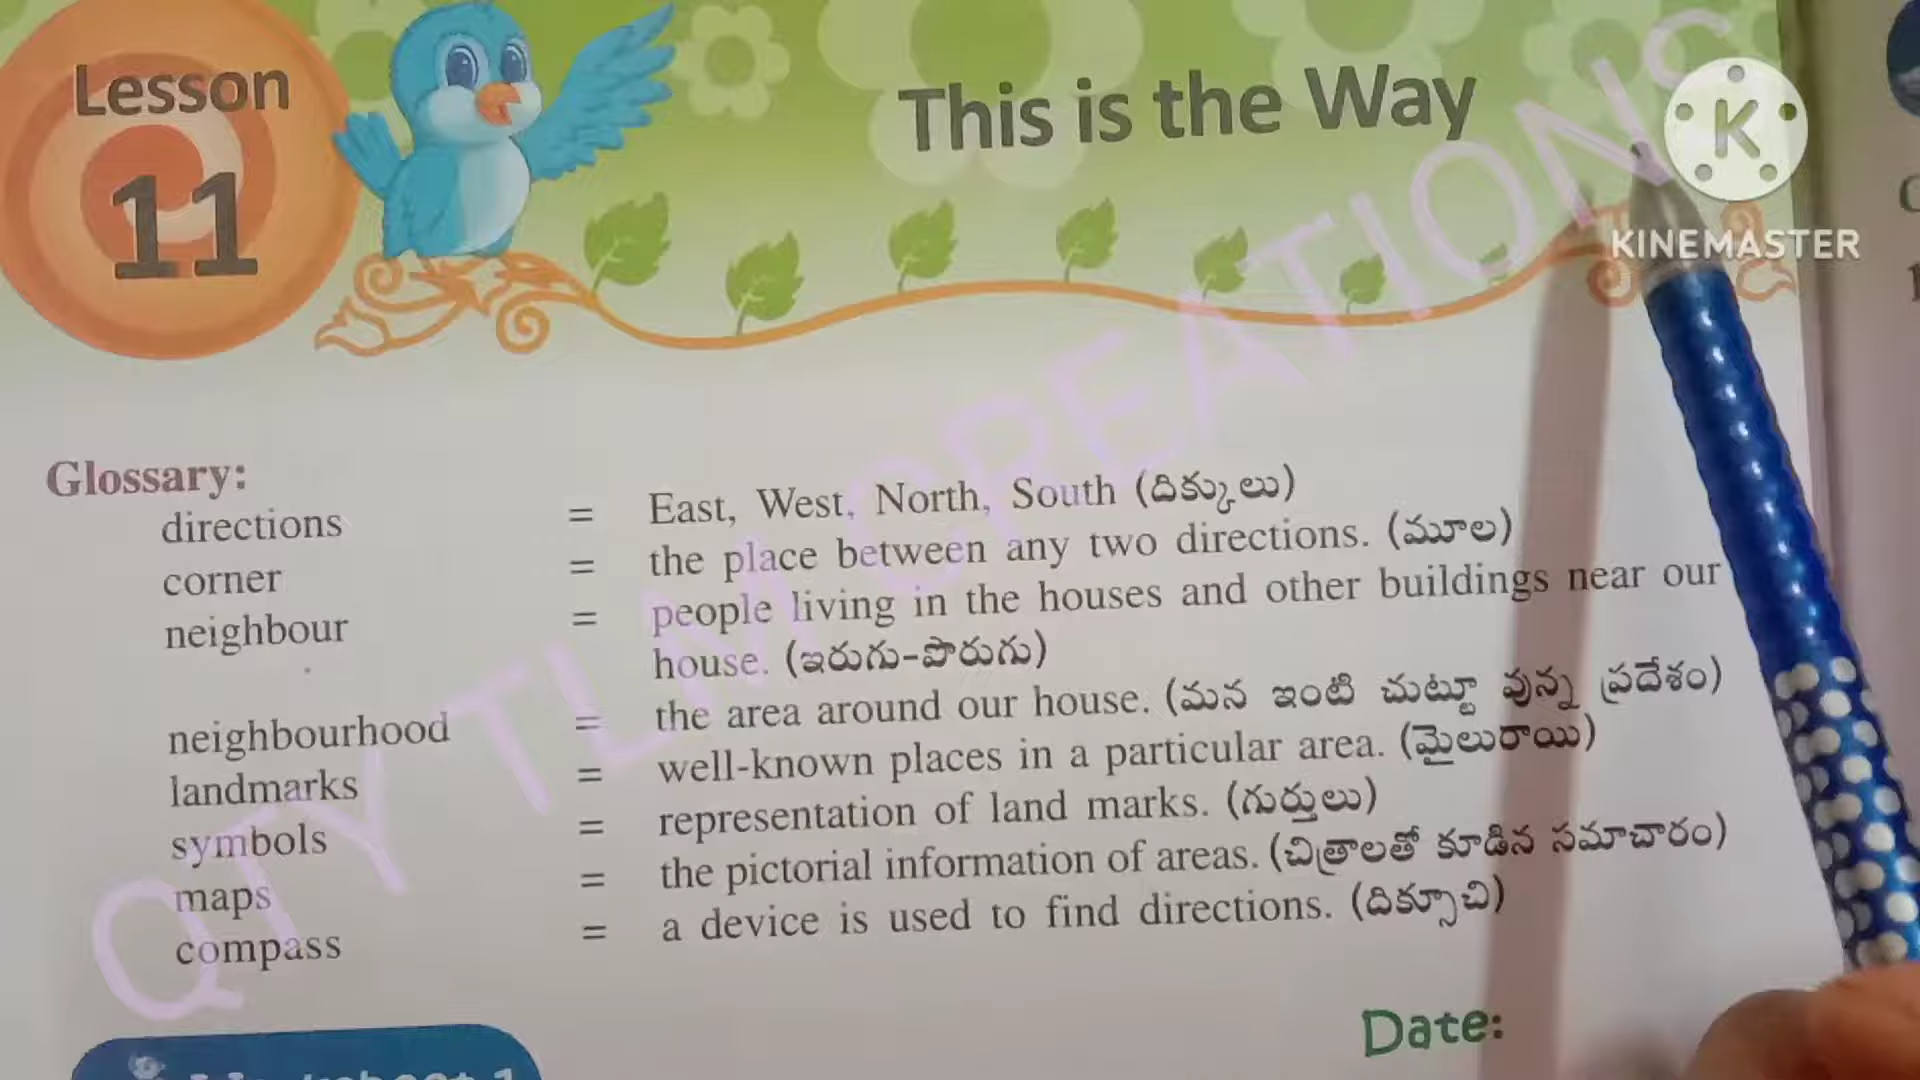 Lesson
11
This is the Way
K
KINEMASTER
QTY TLM CREATIONS
Glossary:
directions = East, West, North, South (దిక్కులు)
corner = the place between any two directions. (మూల)
neighbour = people living in the houses and other buildings near our
house. (ఇరుగు-పొరుగు)
neighbourhood = the area around our house. (మన ఇంటి చుట్టూ వున్న ప్రదేశం)
landmarks = well-known places in a particular area. (మైలురాయి)
symbols = representation of land marks. (గుర్తులు)
maps = the pictorial information of areas. (చిత్రాలతో కూడిన సమాచారం)
compass = a device is used to find directions. (దిక్సూచి)
Date: